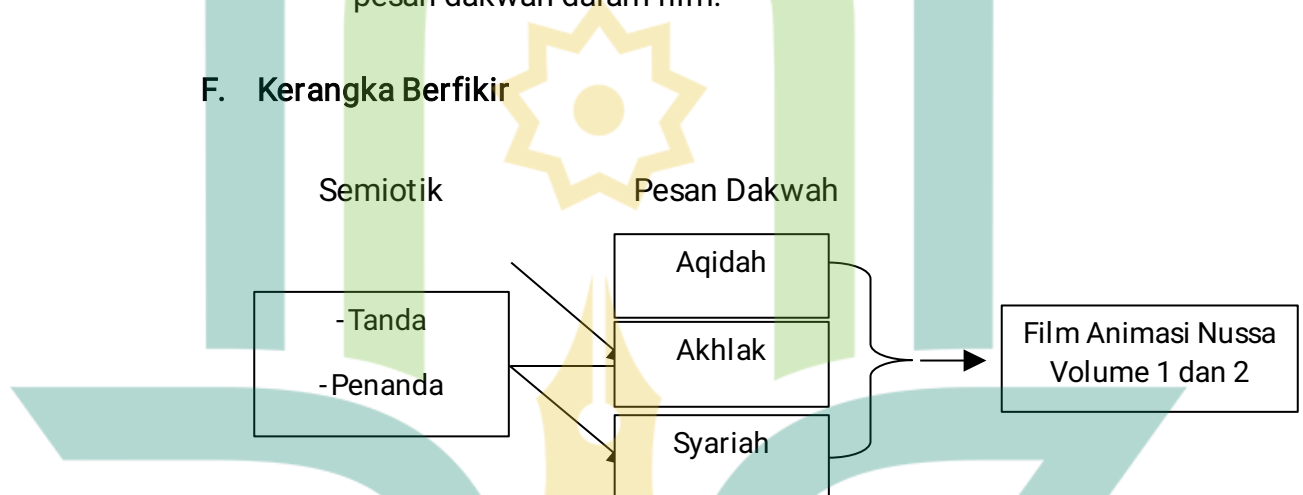 pesan dakwah dalam film.
F. Kerangka Berfikir
Semiotik Pesan Dakwah
Aqidah
-Tanda
Film Animasi Nussa
Akhlak
Volume 1 dan 2
-Penanda
Syariah